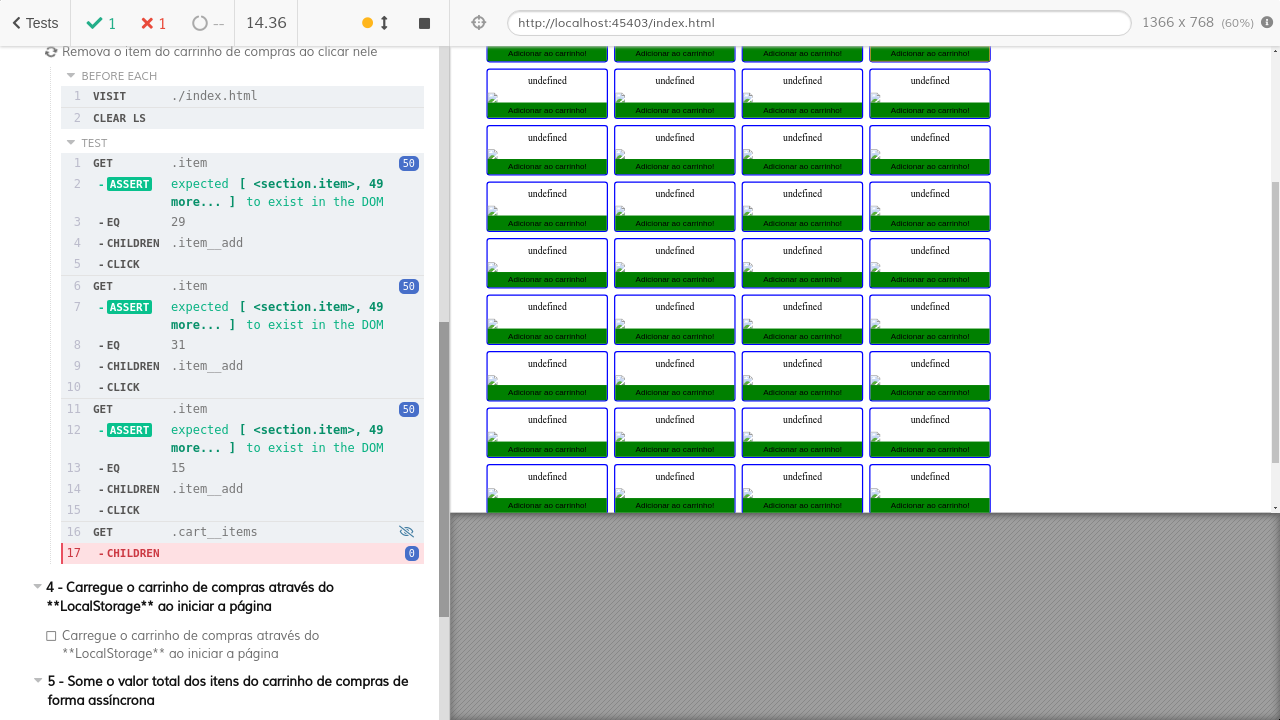 Tests 1 1 -- 14.36 http://localhost:45403/index.html 1366 x 768 (60%)
Remova o item do carrinho de compras ao clicar nele
BEFORE EACH
1 VISIT ./index.html
2 CLEAR LS
TEST
1 GET .item 50
2 -ASSERT expected [ <section.item>, 49
more... ] to exist in the DOM
3 -EQ 29
4 -CHILDREN .item__add
5 -CLICK
6 GET .item 50
7 -ASSERT expected [ <section.item>, 49
more... ] to exist in the DOM
8 -EQ 31
9 -CHILDREN .item__add
10 -CLICK
11 GET .item 50
12 -ASSERT expected [ <section.item>, 49
more... ] to exist in the DOM
13 -EQ 15
14 -CHILDREN .item__add
15 -CLICK
16 GET .cart__items
17 -CHILDREN 0
4 - Carregue o carrinho de compras através do
**LocalStorage** ao iniciar a página
Carregue o carrinho de compras através do
**LocalStorage** ao iniciar a página
5 - Some o valor total dos itens do carrinho de compras de
forma assíncrona
Adicionar ao carrinho! Adicionar ao carrinho! Adicionar ao carrinho! Adicionar ao carrinho!
undefined undefined undefined undefined
Adicionar ao carrinho! Adicionar ao carrinho! Adicionar ao carrinho! Adicionar ao carrinho!
undefined undefined undefined undefined
Adicionar ao carrinho! Adicionar ao carrinho! Adicionar ao carrinho! Adicionar ao carrinho!
undefined undefined undefined undefined
Adicionar ao carrinho! Adicionar ao carrinho! Adicionar ao carrinho! Adicionar ao carrinho!
undefined undefined undefined undefined
Adicionar ao carrinho! Adicionar ao carrinho! Adicionar ao carrinho! Adicionar ao carrinho!
undefined undefined undefined undefined
Adicionar ao carrinho! Adicionar ao carrinho! Adicionar ao carrinho! Adicionar ao carrinho!
undefined undefined undefined undefined
Adicionar ao carrinho! Adicionar ao carrinho! Adicionar ao carrinho! Adicionar ao carrinho!
undefined undefined undefined undefined
Adicionar ao carrinho! Adicionar ao carrinho! Adicionar ao carrinho! Adicionar ao carrinho!
undefined undefined undefined undefined
Adicionar ao carrinho! Adicionar ao carrinho! Adicionar ao carrinho! Adicionar ao carrinho!